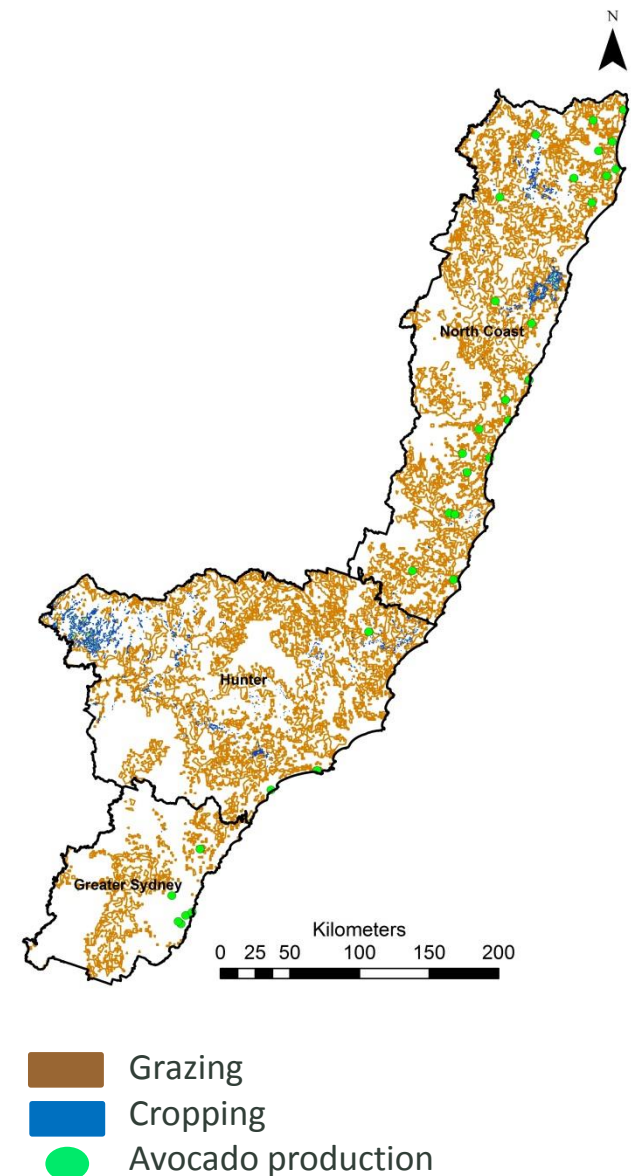 N
North Coast
Hunter
Greater Sydney
Kilometers
0 25 50 100 150 200
Grazing
Cropping
Avocado production